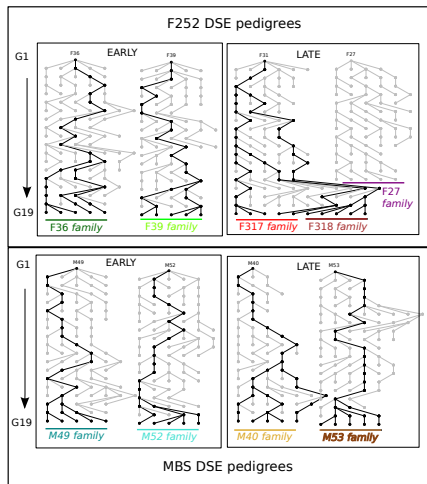 F252 DSE pedigrees
G1
G19
EARLY
F36
F39
F36 family
F39 family
LATE
F31
F27
F27
family
F317 family
F318 family
G1
G19
EARLY
M49
M52
M49 family
M52 family
LATE
M40
M53
M40 family
M53 family
MBS DSE pedigrees